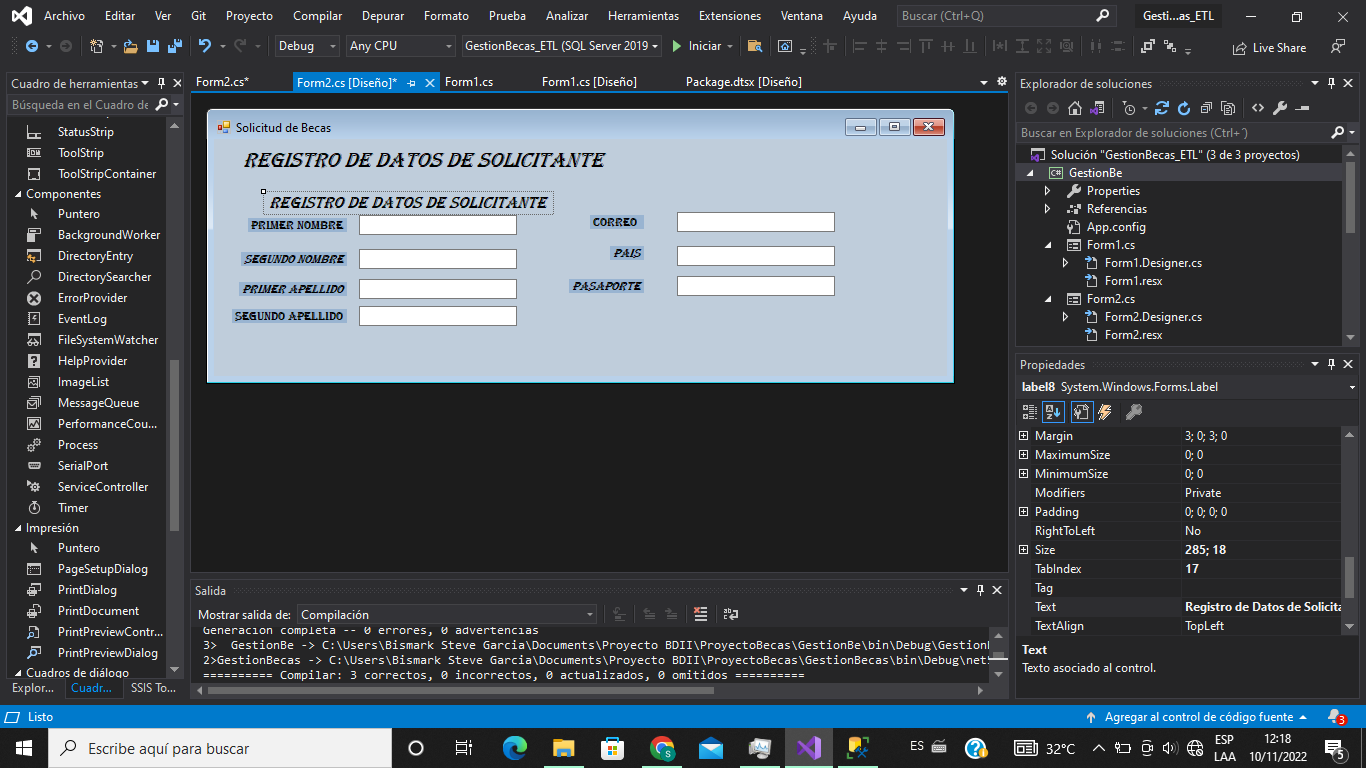 Archivo Editar Ver Git Proyecto Compilar Depurar Formato Prueba Analizar Herramientas Extensiones Ventana Ayuda Buscar (Ctrl+Q) Gesti...as_ETL
Debug Any CPU GestionBecas_ETL (SQL Server 2019 Iniciar Live Share
Cuadro de herramientas
Búsqueda en el Cuadro de
StatusStrip
ToolStrip
ToolStripContainer
Componentes
Puntero
BackgroundWorker
DirectoryEntry
DirectorySearcher
ErrorProvider
EventLog
FileSystemWatcher
HelpProvider
ImageList
MessageQueue
PerformanceCou...
Process
SerialPort
ServiceController
Timer
Impresión
Puntero
PageSetupDialog
PrintDialog
PrintDocument
PrintPreviewContr...
PrintPreviewDialog
Cuadros de diálogo
Explor... Cuadr... SSIS To...
Form2.cs* Form2.cs [Diseño]* Form1.cs Form1.cs [Diseño] Package.dtsx [Diseño]
Solicitud de Becas
REGISTRO DE DATOS DE SOLICITANTE
REGISTRO DE DATOS DE SOLICITANTE
PRIMER NOMBRE
SEGUNDO NOMBRE
PRIMER APELLIDO
SEGUNDO APELLIDO
CORREO
PAIS
PASAPORTE
Salida
Mostrar salida de: Compilación
Generación completa -- 0 errores, 0 advertencias
3> GestionBe -> C:\Users\Bismark Steve Garcia\Documents\Proyecto BDII\ProyectoBecas\GestionBe\bin\Debug\Gestion
2>GestionBecas -> C:\Users\Bismark Steve Garcia\Documents\Proyecto BDII\ProyectoBecas\GestionBecas\bin\Debug\net
========== Compilar: 3 correctos, 0 incorrectos, 0 actualizados, 0 omitidos ==========
Explorador de soluciones
Buscar en Explorador de soluciones (Ctrl+´)
Solución "GestionBecas_ETL" (3 de 3 proyectos)
C# GestionBe
Properties
Referencias
App.config
Form1.cs
Form1.Designer.cs
Form1.resx
Form2.cs
Form2.Designer.cs
Form2.resx
Propiedades
label8 System.Windows.Forms.Label
Margin 3; 0; 3; 0
MaximumSize 0; 0
MinimumSize 0; 0
Modifiers Private
Padding 0; 0; 0; 0
RightToLeft No
Size 285; 18
TabIndex 17
Tag
Text Registro de Datos de Solicita
TextAlign TopLeft
Text
Texto asociado al control.
Listo Agregar al control de código fuente 3
Escribe aquí para buscar ES 32°C ESP 12:18
LAA 10/11/2022 5